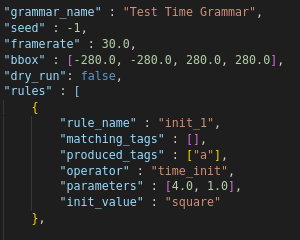 "grammar_name" : "Test Time Grammar",
"seed" : -1,
"framerate" : 30.0,
"bbox" : [-280.0, -280.0, 280.0, 280.0],
"dry_run": false,
"rules" : [
    {
        "rule_name" : "init_1",
        "matching_tags" : [],
        "produced_tags" : ["a"],
        "operator" : "time_init",
        "parameters" : [4.0, 1.0],
        "init_value" : "square"
    },